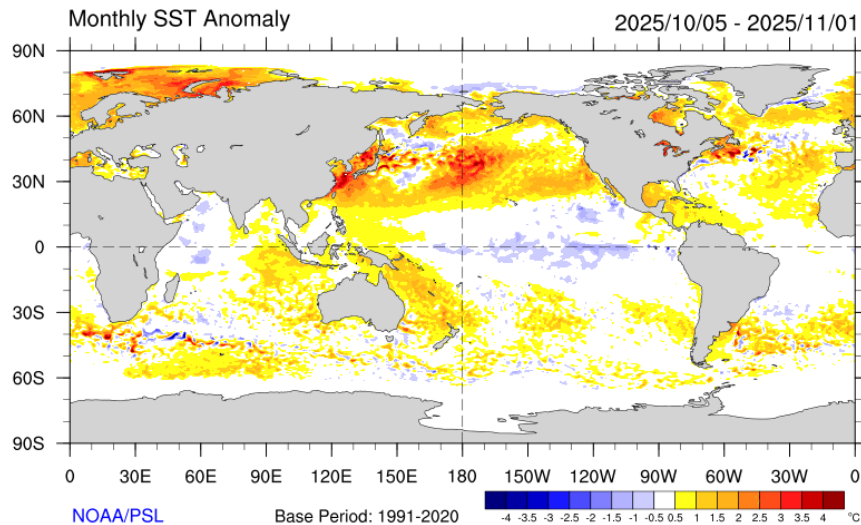 Monthly SST Anomaly 2025/10/05 - 2025/11/01
90N
60N
30N
0
30S
60S
90S
0 30E 60E 90E 120E 150E 180 150W 120W 90W 60W 30W 0
NOAA/PSL Base Period: 1991-2020
-4 -3 -2.5 -2 -1.5 -1 -0.5 0.5 1 1.5 2 2.5 3 3.5 4 °C